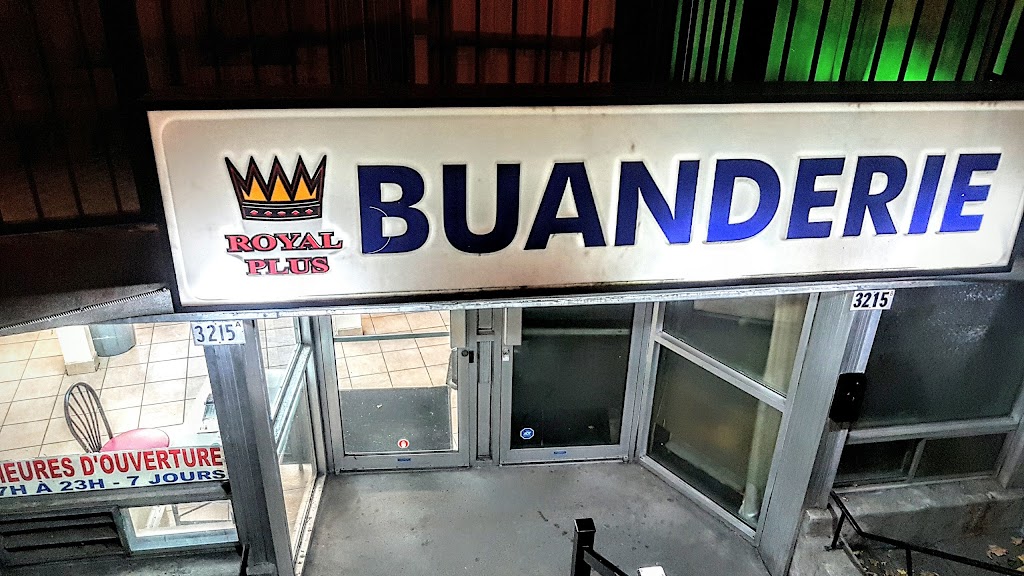 ROYAL
PLUS
BUANDERIE
3215A
3215
HEURES D'OUVERTURE
7H A 23H - 7 JOURS